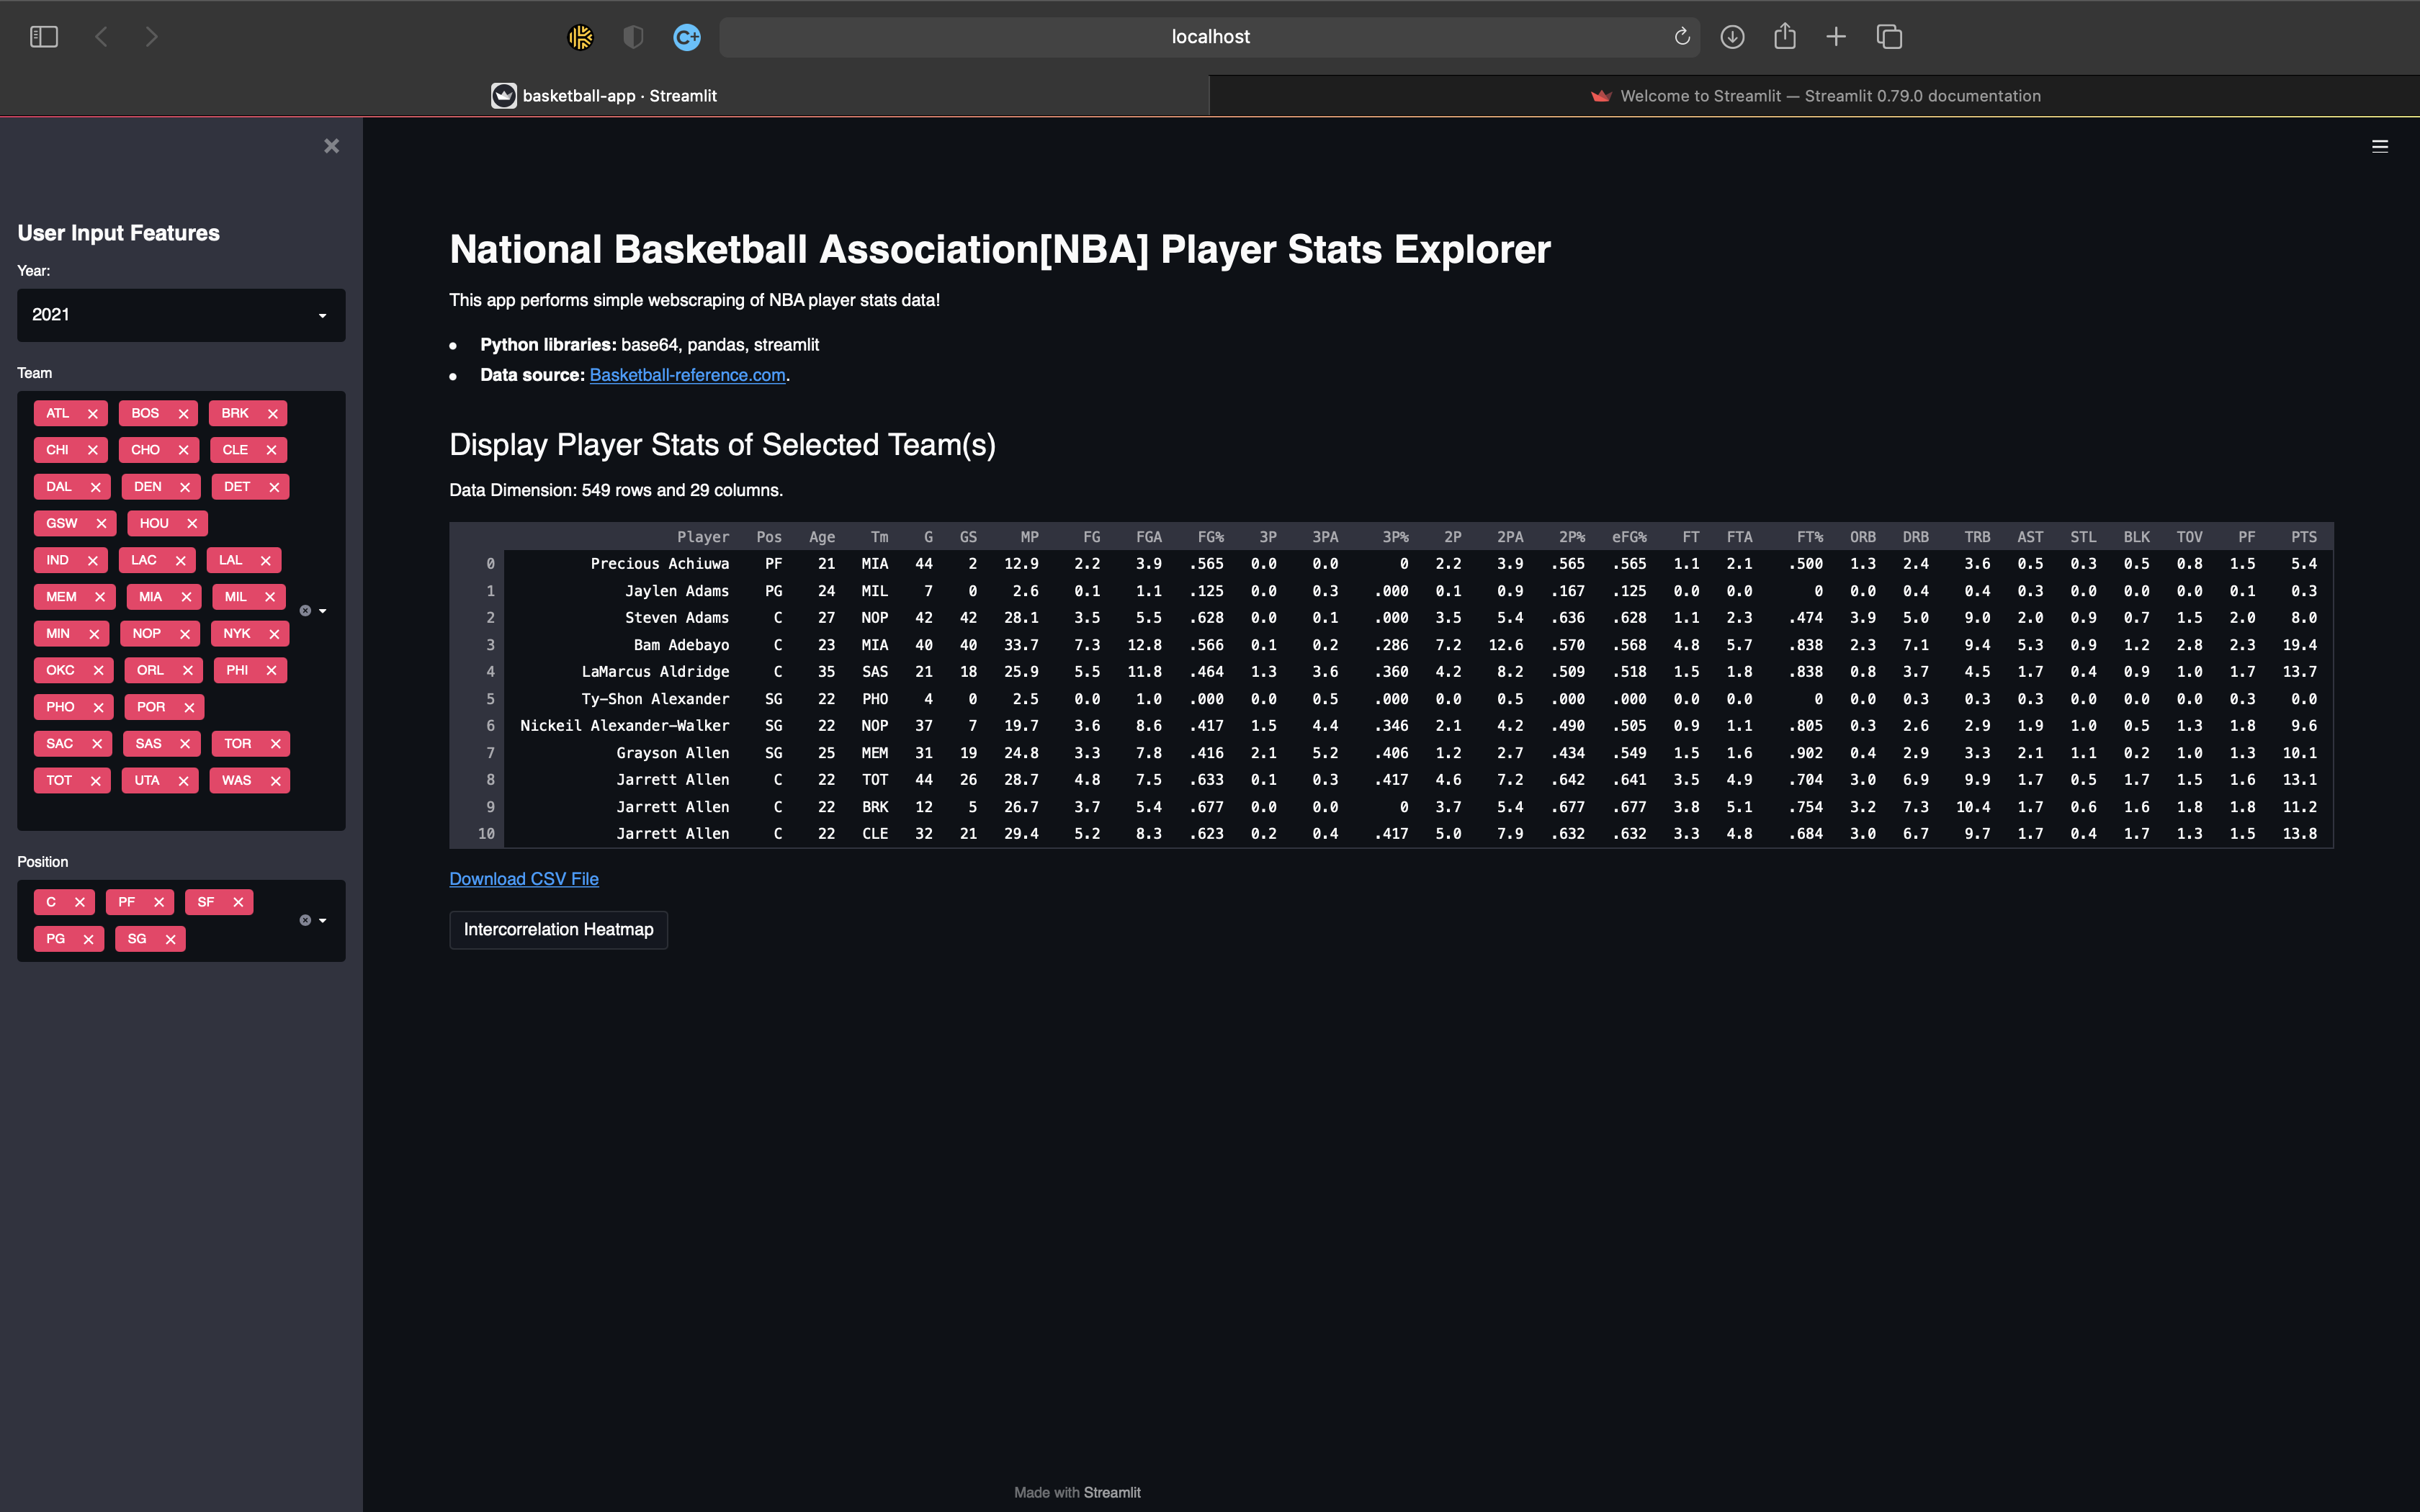 localhost
basketball-app · Streamlit
Welcome to Streamlit — Streamlit 0.79.0 documentation
User Input Features
Year:
2021
Team
ATL BOS BRK
CHI CHO CLE
DAL DEN DET
GSW HOU
IND LAC LAL
MEM MIA MIL
MIN NOP NYK
OKC ORL PHI
PHO POR
SAC SAS TOR
TOT UTA WAS
Position
C PF SF
PG SG
National Basketball Association[NBA] Player Stats Explorer
This app performs simple webscraping of NBA player stats data!
Python libraries: base64, pandas, streamlit
Data source: Basketball-reference.com.
Display Player Stats of Selected Team(s)
Data Dimension: 549 rows and 29 columns.
Player Pos Age Tm G GS MP FG FGA FG% 3P 3PA 3P% 2P 2PA 2P% eFG% FT FTA FT% ORB DRB TRB AST STL BLK TOV PF PTS
0 Precious Achiuwa PF 21 MIA 44 2 12.9 2.2 3.9 .565 0.0 0.0 0 2.2 3.9 .565 .565 1.1 2.1 .500 1.3 2.4 3.6 0.5 0.3 0.5 0.8 1.5 5.4
1 Jaylen Adams PG 24 MIL 7 0 2.6 0.1 1.1 .125 0.0 0.3 .000 0.1 0.9 .167 .125 0.0 0.0 0 0.0 0.4 0.4 0.3 0.0 0.0 0.0 0.1 0.3
2 Steven Adams C 27 NOP 42 42 28.1 3.5 5.5 .628 0.0 0.1 .000 3.5 5.4 .636 .628 1.1 2.3 .474 3.9 5.0 9.0 2.0 0.9 0.7 1.5 2.0 8.0
3 Bam Adebayo C 23 MIA 40 40 33.7 7.3 12.8 .566 0.1 0.2 .286 7.2 12.6 .570 .568 4.8 5.7 .838 2.3 7.1 9.4 5.3 0.9 1.2 2.8 2.3 19.4
4 LaMarcus Aldridge C 35 SAS 21 18 25.9 5.5 11.8 .464 1.3 3.6 .360 4.2 8.2 .509 .518 1.5 1.8 .838 0.8 3.7 4.5 1.7 0.4 0.9 1.0 1.7 13.7
5 Ty-Shon Alexander SG 22 PHO 4 0 2.5 0.0 1.0 .000 0.0 0.5 .000 0.0 0.5 .000 .000 0.0 0.0 0 0.0 0.3 0.3 0.3 0.0 0.0 0.0 0.3 0.0
6 Nickeil Alexander-Walker SG 22 NOP 37 7 19.7 3.6 8.6 .417 1.5 4.4 .346 2.1 4.2 .490 .505 0.9 1.1 .805 0.3 2.6 2.9 1.9 1.0 0.5 1.3 1.8 9.6
7 Grayson Allen SG 25 MEM 31 19 24.8 3.3 7.8 .416 2.1 5.2 .406 1.2 2.7 .434 .549 1.5 1.6 .902 0.4 2.9 3.3 2.1 1.1 0.2 1.0 1.3 10.1
8 Jarrett Allen C 22 TOT 44 26 28.7 4.8 7.5 .633 0.1 0.3 .417 4.6 7.2 .642 .641 3.5 4.9 .704 3.0 6.9 9.9 1.7 0.5 1.7 1.5 1.6 13.1
9 Jarrett Allen C 22 BRK 12 5 26.7 3.7 5.4 .677 0.0 0.0 0 3.7 5.4 .677 .677 3.8 5.1 .754 3.2 7.3 10.4 1.7 0.6 1.6 1.8 1.8 11.2
10 Jarrett Allen C 22 CLE 32 21 29.4 5.2 8.3 .623 0.2 0.4 .417 5.0 7.9 .632 .632 3.3 4.8 .684 3.0 6.7 9.7 1.7 0.4 1.7 1.3 1.5 13.8
Download CSV File
Intercorrelation Heatmap
Made with Streamlit